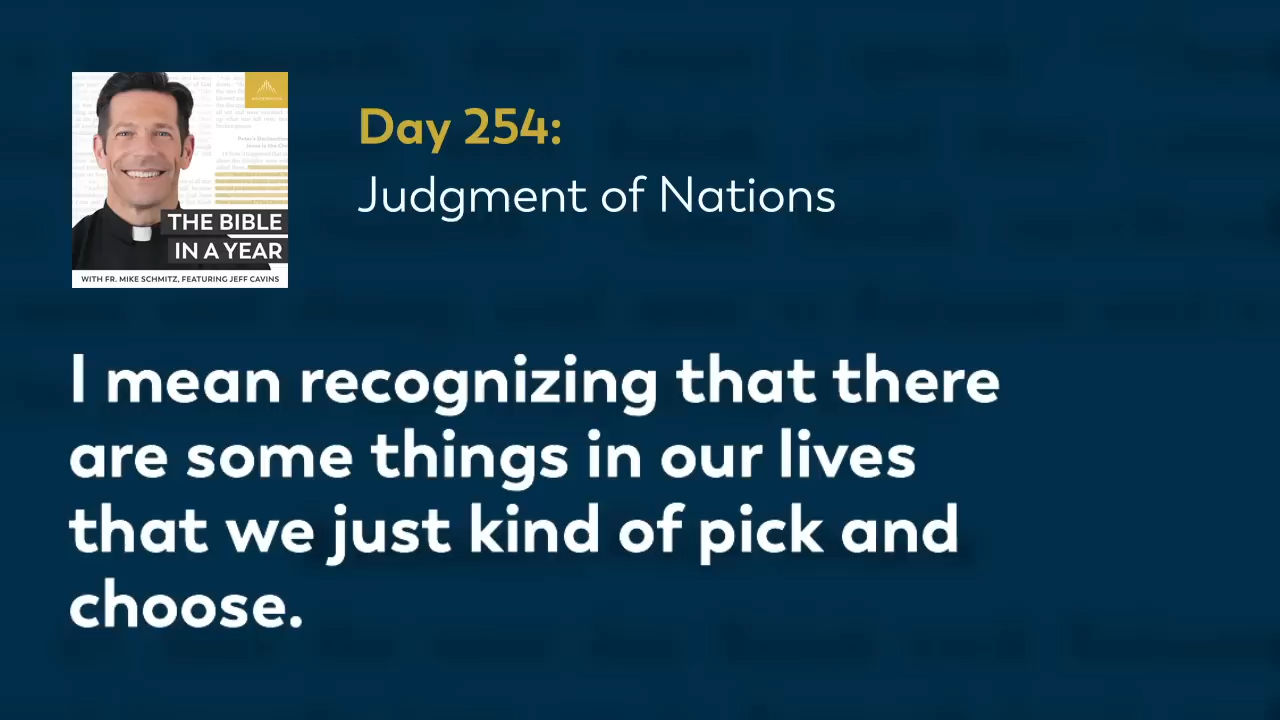 THE BIBLE
IN A YEAR
WITH FR. MIKE SCHMITZ, FEATURING JEFF CAVINS
Day 254:
Judgment of Nations
I mean recognizing that there
are some things in our lives
that we just kind of pick and
choose.